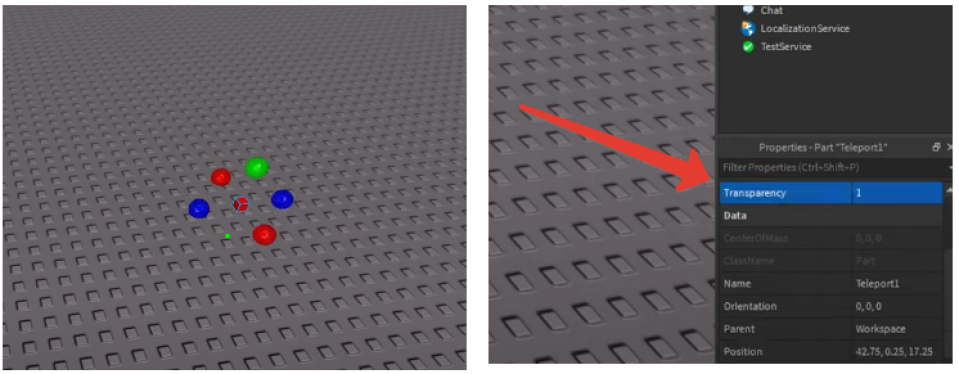 Chat
LocalizationService
TestService
Properties - Part "Teleport1"
Filter Properties (Ctrl+Shift+P)
Transparency 1
Data
CenterOfMass 0, 0, 0
ClassName Part
Name Teleport1
Orientation 0, 0, 0
Parent Workspace
Position 42.75, 0.25, 17.25